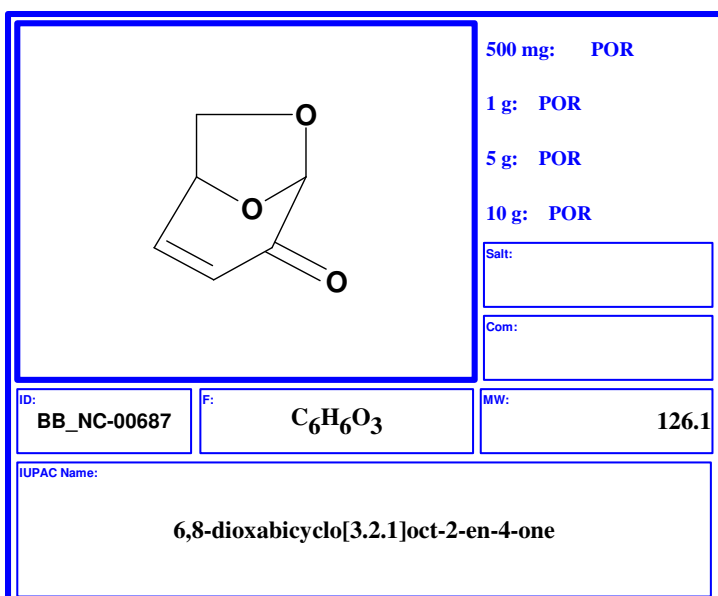 500 mg: POR
1 g: POR
5 g: POR
10 g: POR
O
O
O
Salt:
Com:
ID:
BB_NC-00687
F:
C6H6O3
MW:
126.1
IUPAC Name:
6,8-dioxabicyclo[3.2.1]oct-2-en-4-one